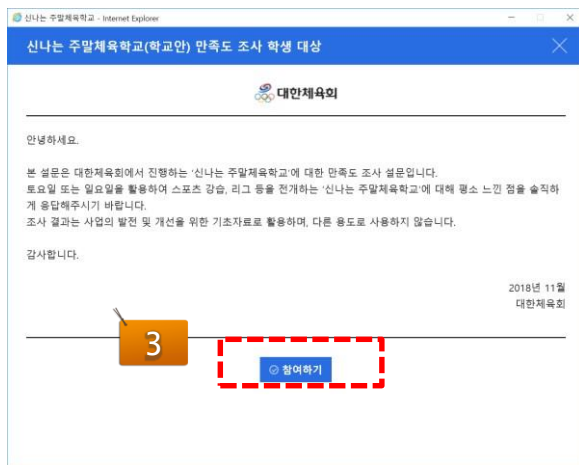 신나는 주말체육학교 - Internet Explorer
신나는 주말체육학교(학교안) 만족도 조사 학생 대상
대한체육회
안녕하세요.
본 설문은 대한체육회에서 진행하는 '신나는 주말체육학교'에 대한 만족도 조사 설문입니다.
토요일 또는 일요일을 활용하여 스포츠 강습, 리그 등을 전개하는 '신나는 주말체육학교'에 대해 평소 느낀 점을 솔직하
게 응답해주시기 바랍니다.
조사 결과는 사업의 발전 및 개선을 위한 기초자료로 활용하며, 다른 용도로 사용하지 않습니다.
감사합니다.
2018년 11월
대한체육회
3
참여하기